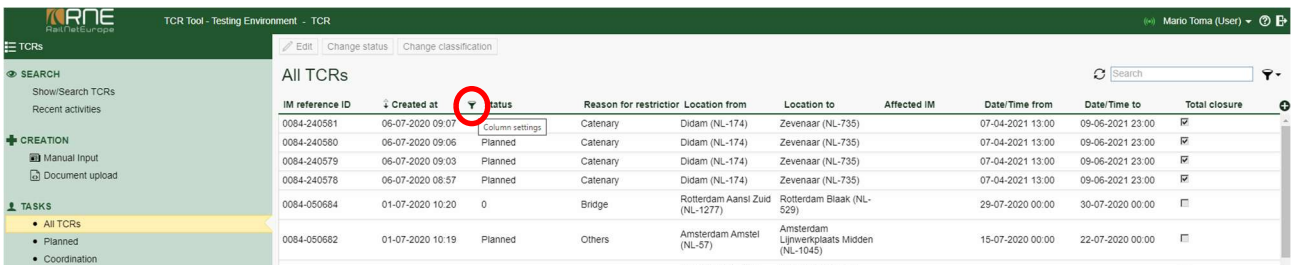 RNE
RailNetEurope
TCR Tool - Testing Environment - TCR
Mario Toma (User)
TCRs
Edit Change status Change classification
SEARCH
Show/Search TCRs
Recent activities
CREATION
Manual Input
Document upload
TASKS
All TCRs
Planned
Coordination
All TCRs
Search
IM reference ID Created at Status Reason for restriction Location from Location to Affected IM Date/Time from Date/Time to Total closure
Column settings
0084-240581 06-07-2020 09:07 Catenary Didam (NL-174) Zevenaar (NL-735) 07-04-2021 13:00 09-06-2021 23:00
0084-240580 06-07-2020 09:06 Planned Catenary Didam (NL-174) Zevenaar (NL-735) 07-04-2021 13:00 09-06-2021 23:00
0084-240579 06-07-2020 09:03 Planned Catenary Didam (NL-174) Zevenaar (NL-735) 07-04-2021 13:00 09-06-2021 23:00
0084-240578 06-07-2020 08:57 Planned Catenary Didam (NL-174) Zevenaar (NL-735) 07-04-2021 13:00 09-06-2021 23:00
0084-050684 01-07-2020 10:20 0 Bridge Rotterdam Aansl Zuid Rotterdam Blaak (NL- 29-07-2020 00:00 30-07-2020 00:00
(NL-1277) 529)
0084-050682 01-07-2020 10:19 Planned Others Amsterdam Amstel Amsterdam 15-07-2020 00:00 22-07-2020 00:00
(NL-57) Lijnwerkplaats Midden
(NL-1045)